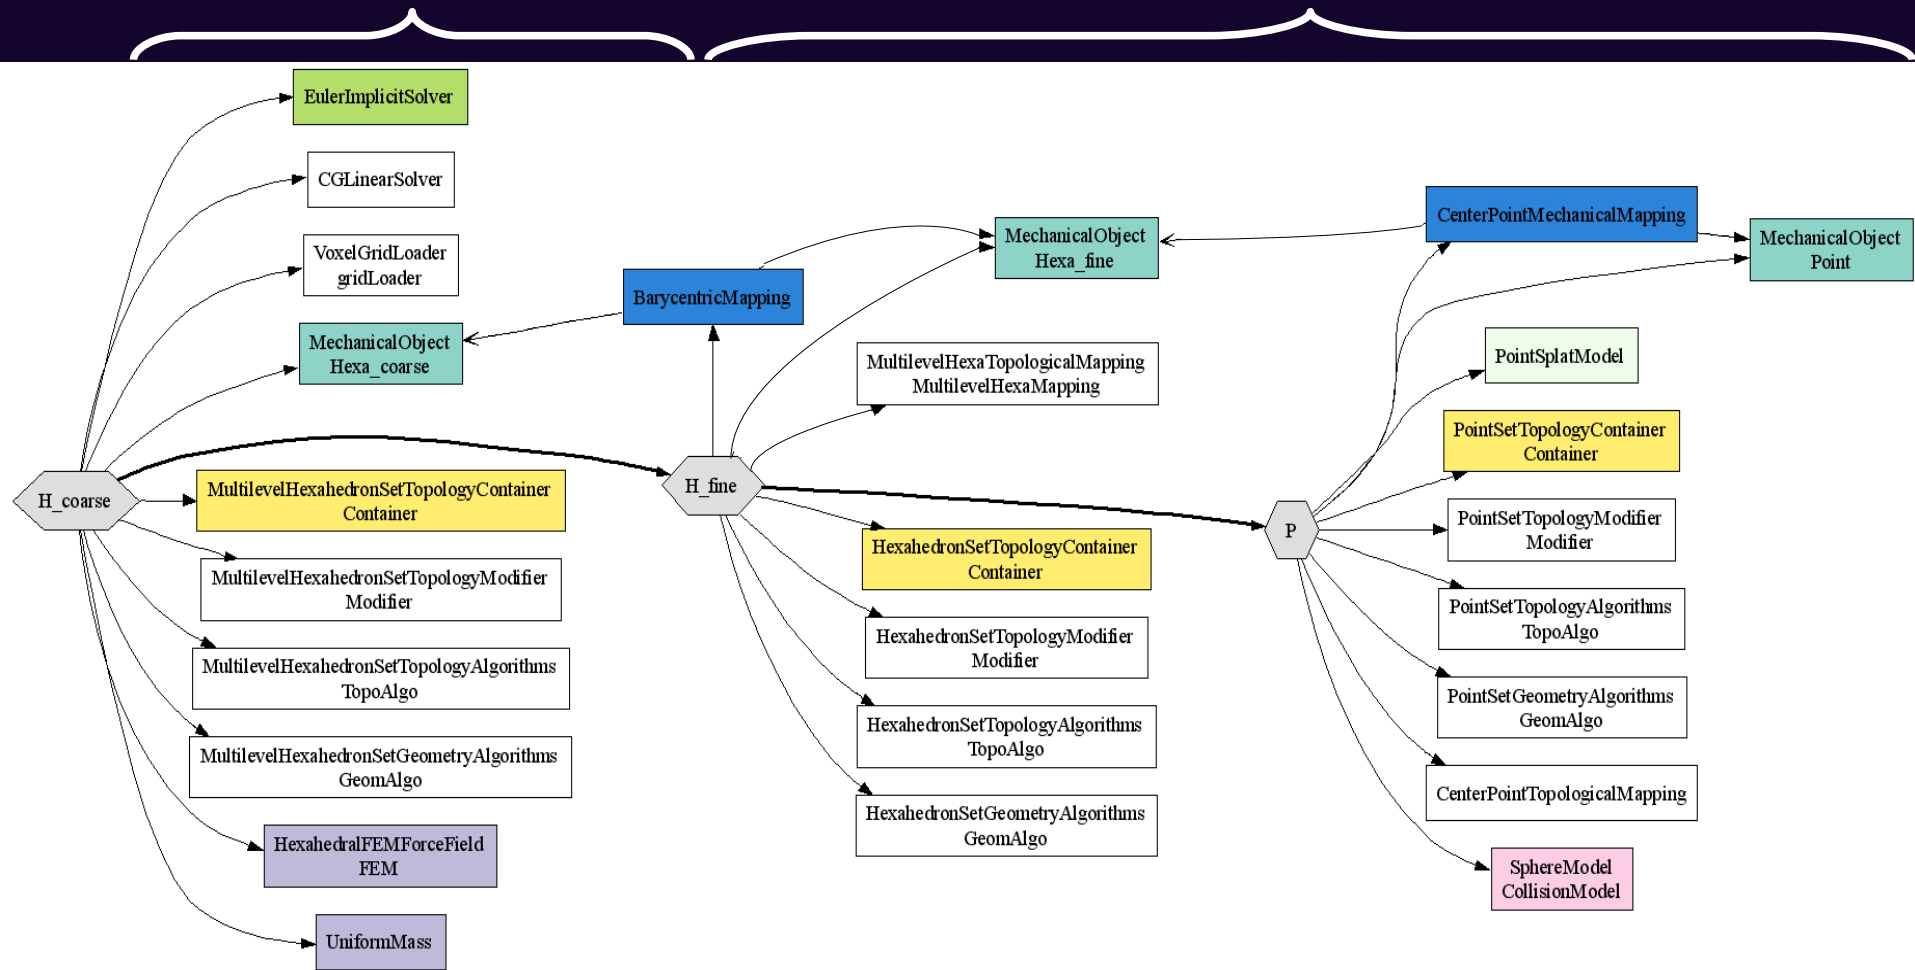 EulerImplicitSolver
CGLinearSolver
VoxelGridLoader
gridLoader
MechanicalObject
Hexa_coarse
H_coarse
MultilevelHexahedronSetTopologyContainer
Container
MultilevelHexahedronSetTopologyModifier
Modifier
MultilevelHexahedronSetTopologyAlgorithms
TopoAlgo
MultilevelHexahedronSetGeometryAlgorithms
GeomAlgo
HexahedralFEMForceField
FEM
UniformMass
BarycentricMapping
H_fine
MechanicalObject
Hexa_fine
MultilevelHexaTopologicalMapping
MultilevelHexaMapping
HexahedronSetTopologyContainer
Container
HexahedronSetTopologyModifier
Modifier
HexahedronSetTopologyAlgorithms
TopoAlgo
HexahedronSetGeometryAlgorithms
GeomAlgo
P
CenterPointMechanicalMapping
MechanicalObject
Point
PointSplatModel
PointSetTopologyContainer
Container
PointSetTopologyModifier
Modifier
PointSetTopologyAlgorithms
TopoAlgo
PointSetGeometryAlgorithms
GeomAlgo
CenterPointTopologicalMapping
SphereModel
CollisionModel